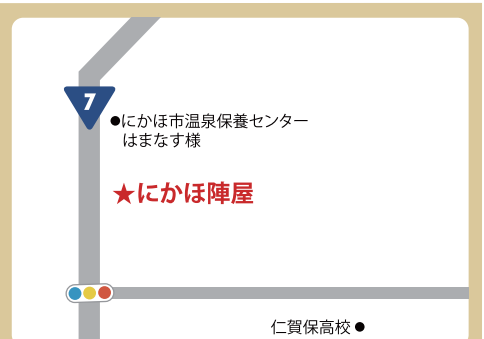 7
●にかほ市温泉保養センター
はまなす様
★にかほ陣屋
仁賀保高校●